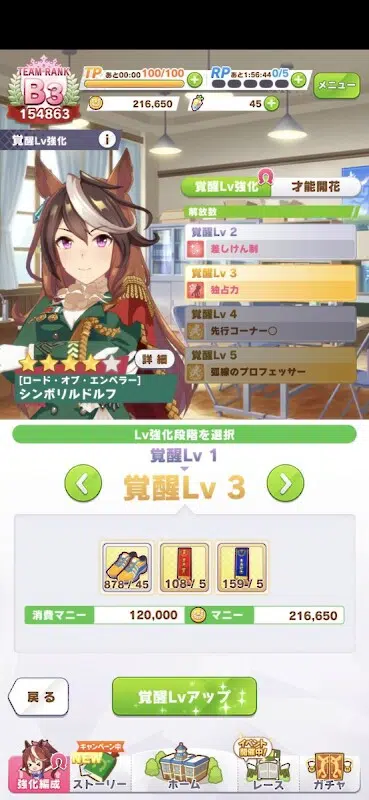 TEAM RANK
B3
154863
TP あと00:00 100/100
RP あと1:56:44 0/5
メニュー
216,650
45
覚醒Lv強化
i
覚醒Lv強化
才能開花
解放数
覚醒Lv 2
差しけん制
覚醒Lv 3
独占力
覚醒Lv 4
先行コーナー○
覚醒Lv 5
弧線のプロフェッサー
詳細
[ロード・オブ・エンペラー]
シンボリルドルフ
Lv強化段階を選択
覚醒Lv 1
覚醒Lv 3
878/45
108/5
159/5
消費マニー 120,000
マニー 216,650
戻る
覚醒Lvアップ
強化編成
キャンペーン中
NEW
ストーリー
ホーム
イベント
開催中!
レース
ガチャ